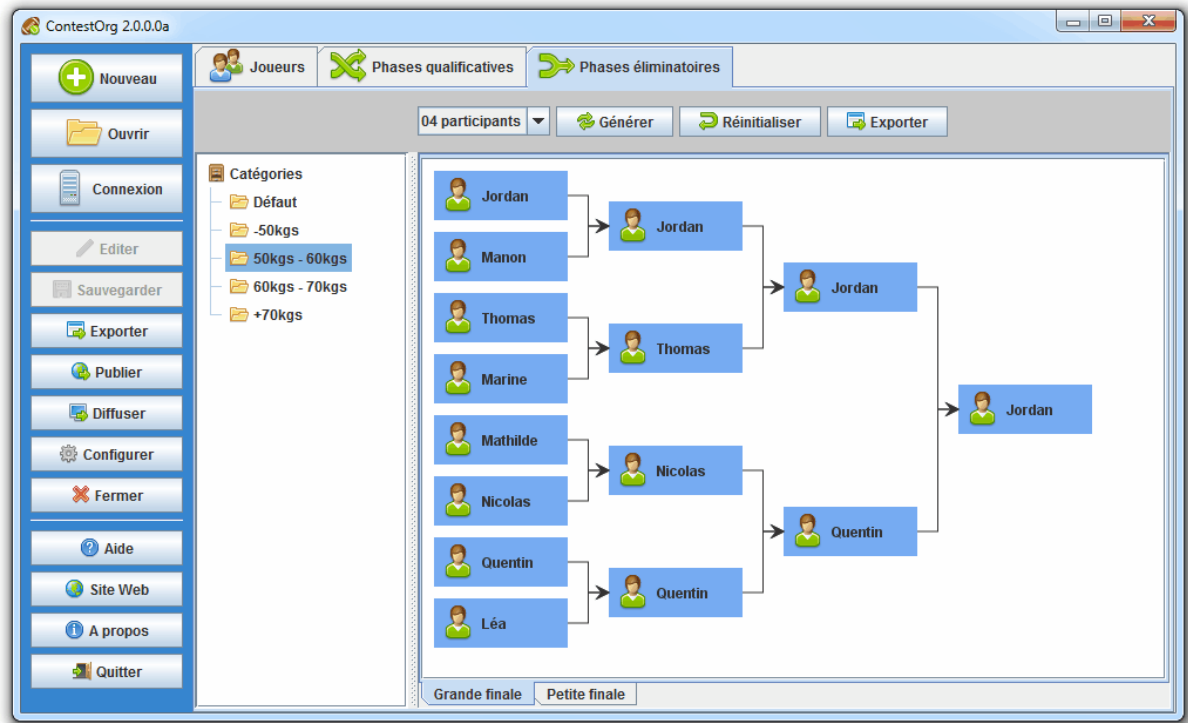 ContestOrg 2.0.0.0a
Nouveau
Ouvrir
Connexion
Editer
Sauvegarder
Exporter
Publier
Diffuser
Configurer
Fermer
Aide
Site Web
A propos
Quitter
Joueurs
Phases qualificatives
Phases éliminatoires
04 participants
Générer
Réinitialiser
Exporter
Catégories
Défaut
-50kgs
50kgs - 60kgs
60kgs - 70kgs
+70kgs
Jordan
Manon
Thomas
Marine
Mathilde
Nicolas
Quentin
Léa
Jordan
Thomas
Nicolas
Quentin
Jordan
Quentin
Jordan
Grande finale
Petite finale